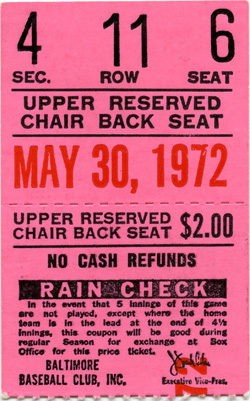 4 11 6
SEC. ROW SEAT
UPPER RESERVED
CHAIR BACK SEAT
MAY 30, 1972
UPPER RESERVED
CHAIR BACK SEAT $2.00
NO CASH REFUNDS
RAIN CHECK
In the event that 5 innings of this game
are not played, except where the home
team is in the lead at the end of 4½
innings, this coupon will be good during
regular Season for exchange at Box
Office for this price ticket.
BALTIMORE
BASEBALL CLUB, INC.
Executive Vice-Pres.